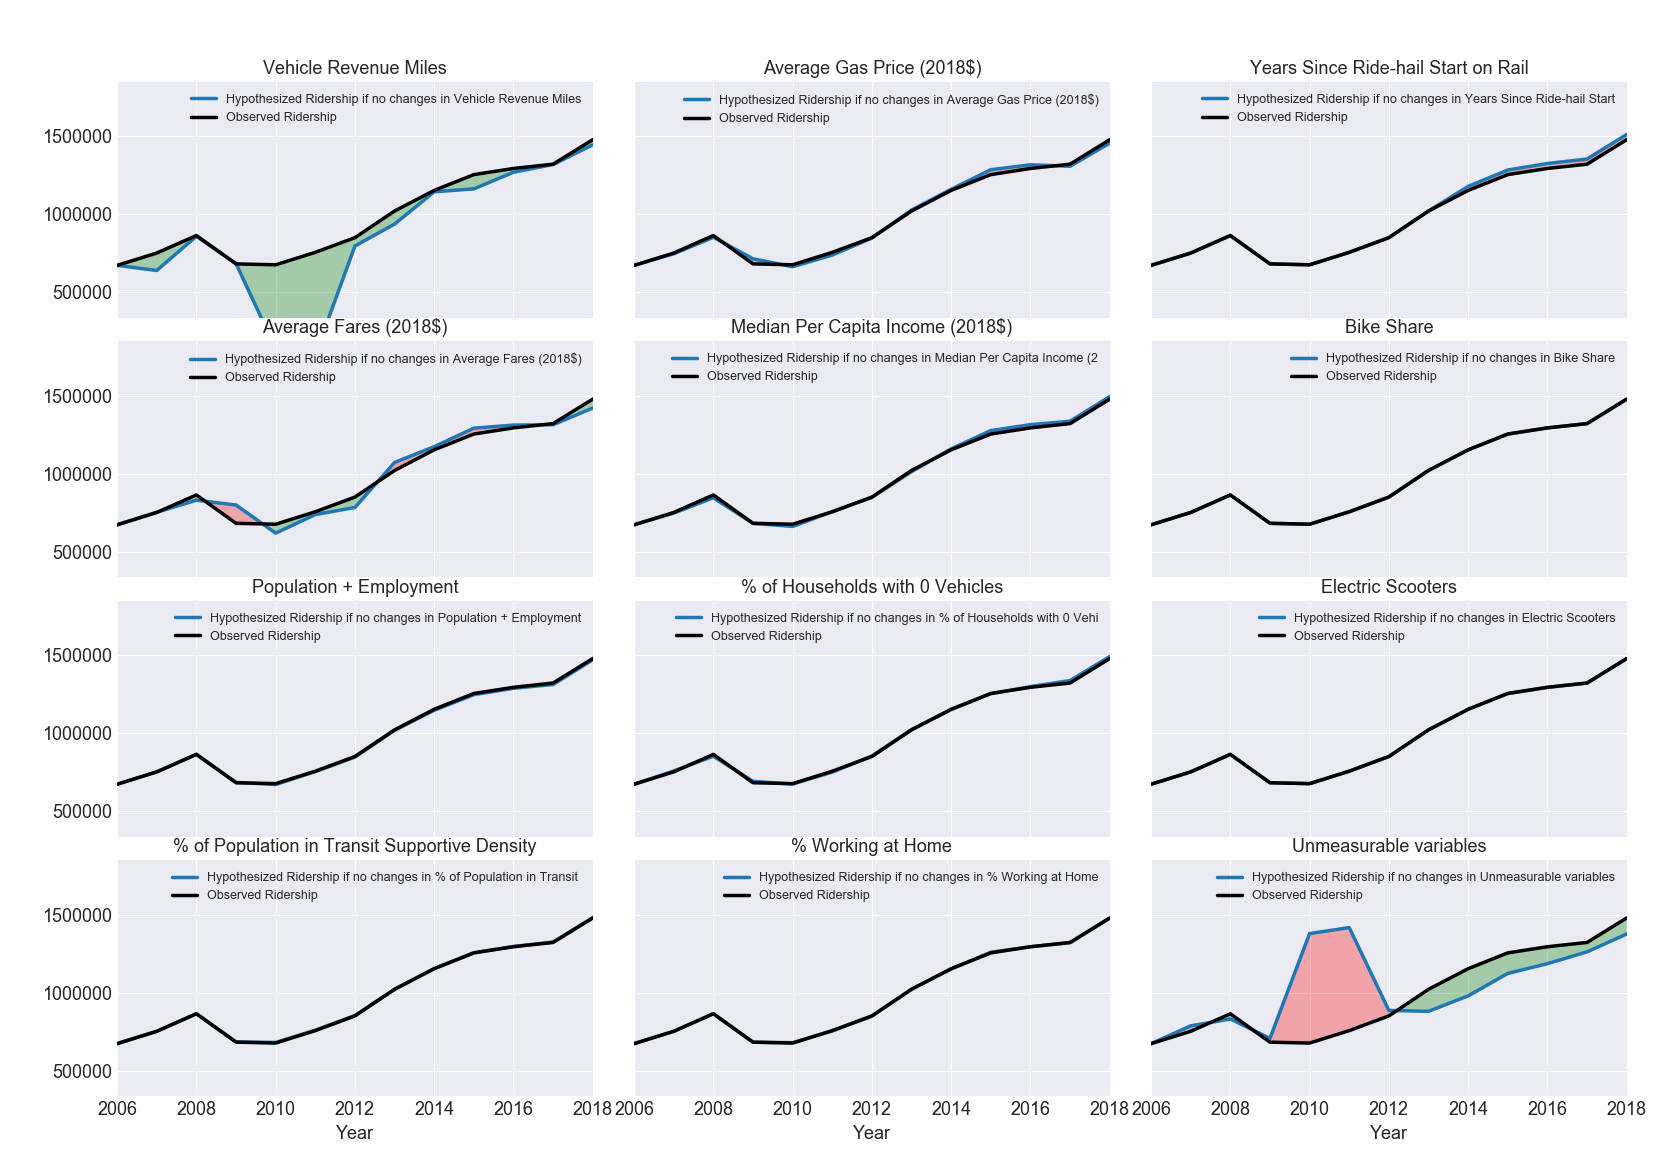 Vehicle Revenue Miles
Hypothesized Ridership if no changes in Vehicle Revenue Miles
Observed Ridership
1500000
1000000
500000
Average Gas Price (2018$)
Hypothesized Ridership if no changes in Average Gas Price (2018$)
Observed Ridership
Years Since Ride-hail Start on Rail
Hypothesized Ridership if no changes in Years Since Ride-hail Start
Observed Ridership
Average Fares (2018$)
Hypothesized Ridership if no changes in Average Fares (2018$)
Observed Ridership
1500000
1000000
500000
Median Per Capita Income (2018$)
Hypothesized Ridership if no changes in Median Per Capita Income (2
Observed Ridership
Bike Share
Hypothesized Ridership if no changes in Bike Share
Observed Ridership
Population + Employment
Hypothesized Ridership if no changes in Population + Employment
Observed Ridership
1500000
1000000
500000
% of Households with 0 Vehicles
Hypothesized Ridership if no changes in % of Households with 0 Vehi
Observed Ridership
Electric Scooters
Hypothesized Ridership if no changes in Electric Scooters
Observed Ridership
% of Population in Transit Supportive Density
Hypothesized Ridership if no changes in % of Population in Transit
Observed Ridership
1500000
1000000
500000
2006 2008 2010 2012 2014 2016 2018
Year
% Working at Home
Hypothesized Ridership if no changes in % Working at Home
Observed Ridership
2006 2008 2010 2012 2014 2016 2018
Year
Unmeasurable variables
Hypothesized Ridership if no changes in Unmeasurable variables
Observed Ridership
2006 2008 2010 2012 2014 2016 2018
Year